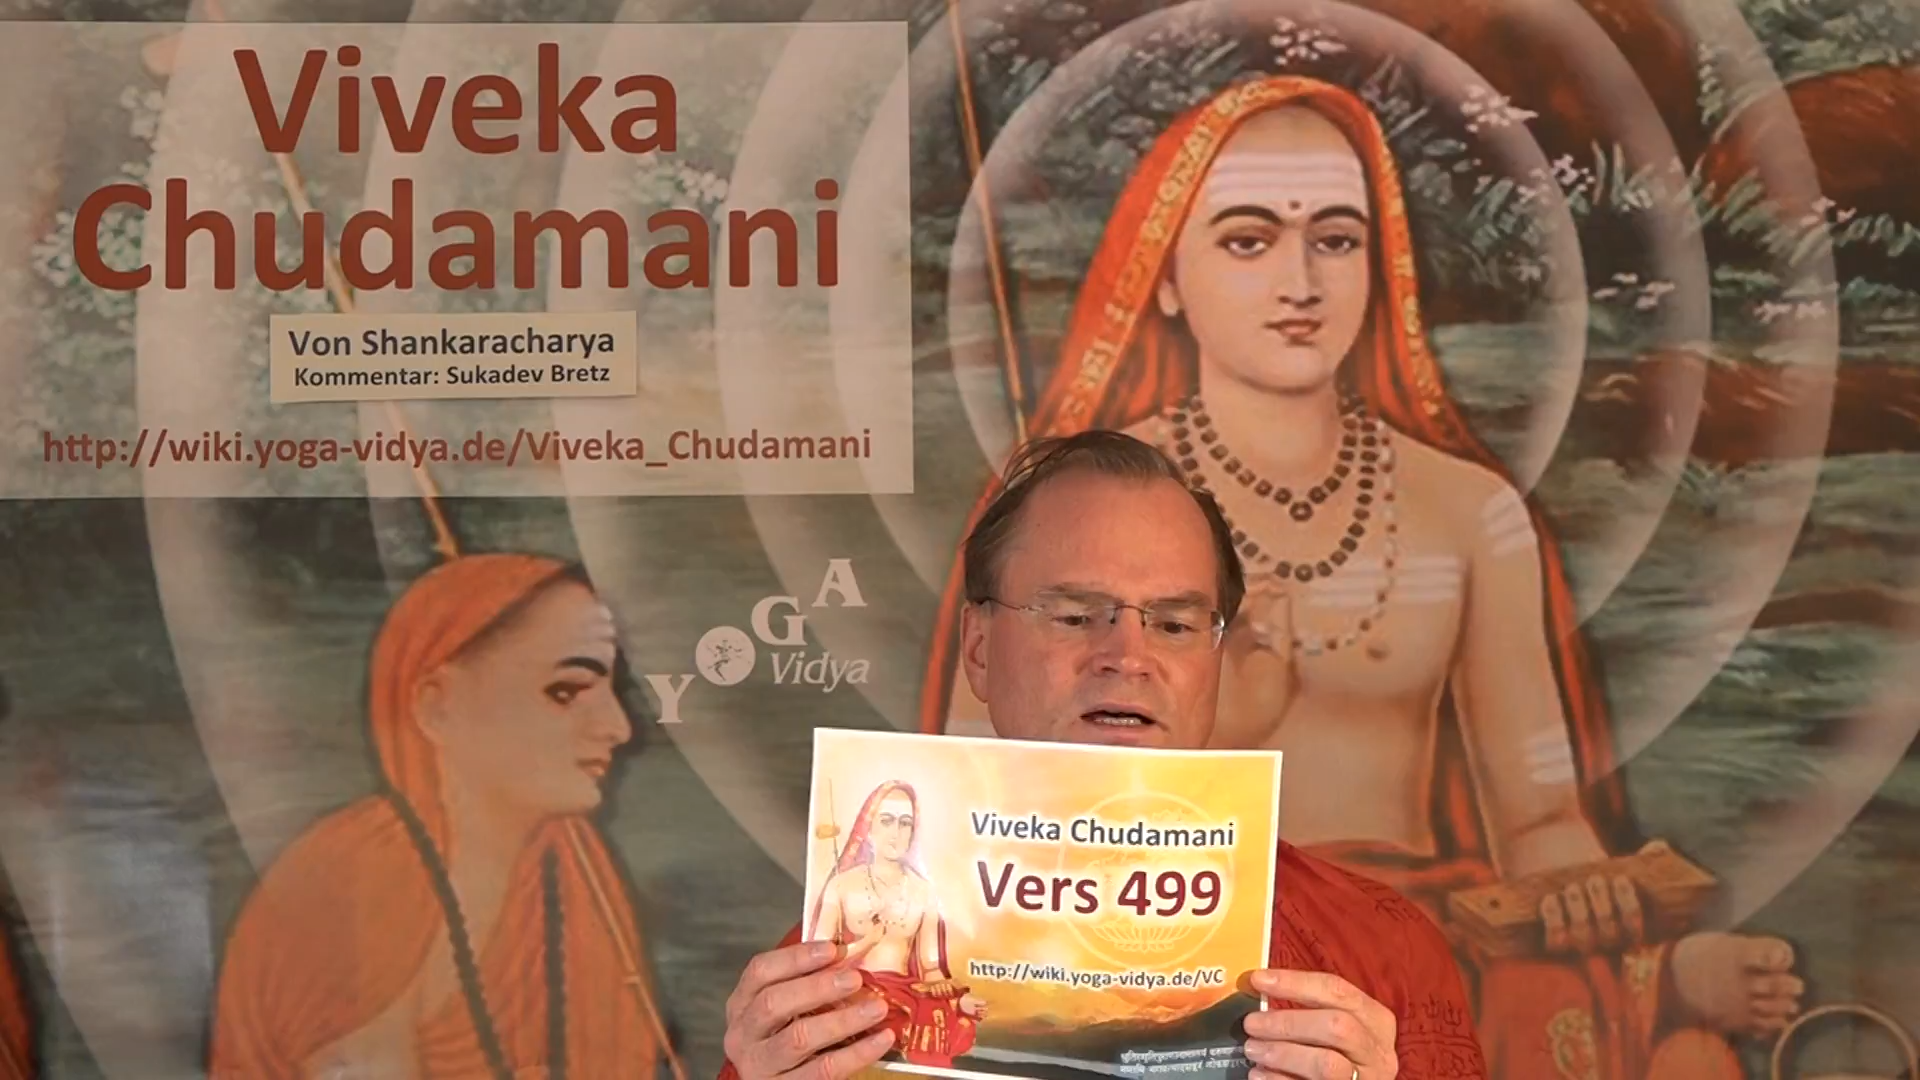 Viveka
Chudamani
Von Shankaracharya
Kommentar: Sukadev Bretz
http://wiki.yoga-vidya.de/Viveka_Chudamani
YOGA
Vidya
Viveka Chudamani
Vers 499
http://wiki.yoga-vidya.de/VC